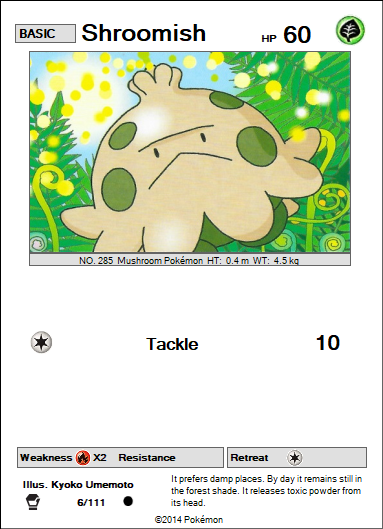 BASIC Shroomish HP 60
NO. 285 Mushroom Pokémon HT: 0.4 m WT: 4.5 kg
Tackle 10
Weakness X2 Resistance Retreat
Illus. Kyoko Umemoto
6/111
It prefers damp places. By day it remains still in
the forest shade. It releases toxic powder from
its head.
©2014 Pokémon